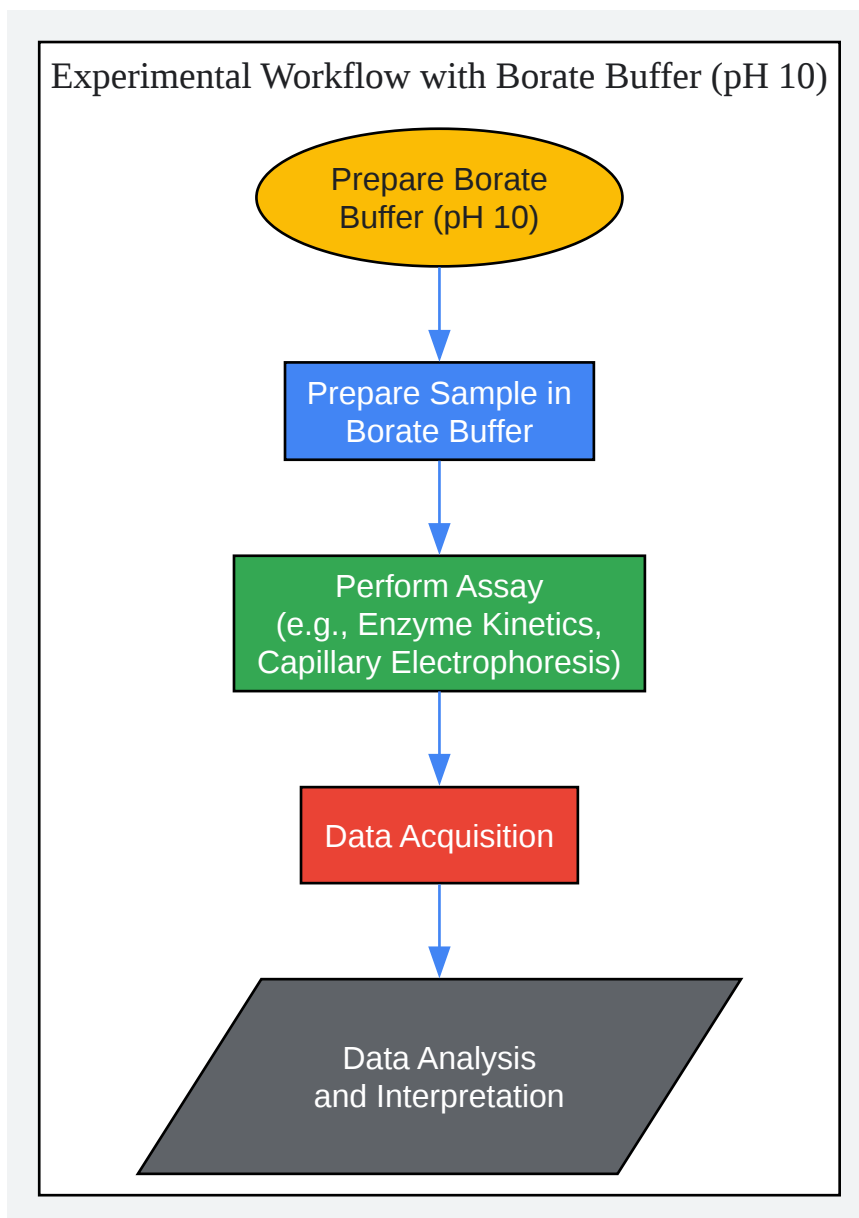 Experimental Workflow with Borate Buffer (pH 10)
Prepare Borate
Buffer (pH 10)
Prepare Sample in
Borate Buffer
Perform Assay
(e.g., Enzyme Kinetics,
Capillary Electrophoresis)
Data Acquisition
Data Analysis
and Interpretation